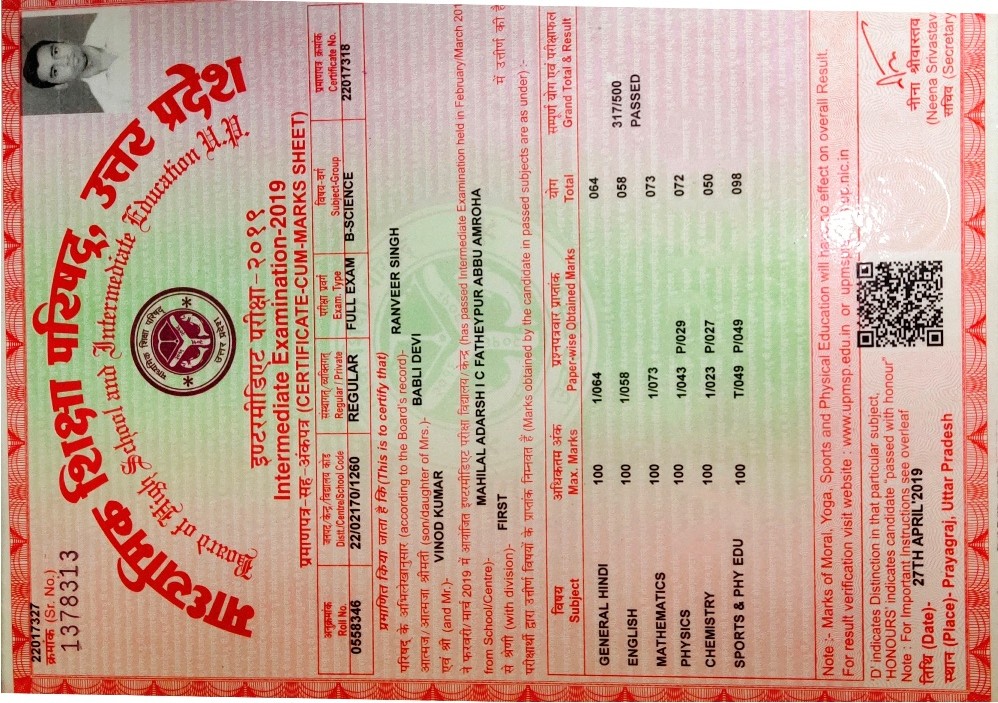 22017327
क्रमांक (Sr. No.)
1378313
माध्यमिक शिक्षा परिषद्, उत्तर प्रदेश
Board of High School and Intermediate Education U.P.
इण्टरमीडिएट परीक्षा-२०१९
Intermediate Examination-2019
प्रमाणपत्र सह-अंकपत्र (CERTIFICATE-CUM-MARKS SHEET)
अनुक्रमांक जनपद/केन्द्र/विद्यालय कोड संस्थागत/व्यक्तिगत परीक्षा प्रवर्ग विषय-वर्ग प्रमाणपत्र क्रमांक
Roll No. Distt./Centre/School Code Regular / Private Exam. Type Subject-Group Certificate No.
0558346 22/02170/1260 REGULAR FULL EXAM B-SCIENCE 22017318
प्रमाणित किया जाता है कि (This is to certify that)
परिषद् के अभिलेखानुसार (according to the Board's record)- RANVEER SINGH
आत्मज/आत्मजा श्रीमती (son/daughter of Mrs.)- BABLI DEVI
एवं श्री (and Mr.)- VINOD KUMAR
ने फरवरी/मार्च 2019 में आयोजित इण्टरमीडिएट परीक्षा विद्यालय/केन्द्र (has passed Intermediate Examination held in February/March 201
from School/Centre)- MAHILAL ADARSH I C FATHEYPUR ABBU AMROHA
से श्रेणी (with division)- FIRST में उत्तीर्ण की है
परीक्षार्थी द्वारा उत्तीर्ण विषयों के प्राप्तांक निम्नवत हैं (Marks obtained by the candidate in passed subjects are as under) :-
विषय अधिकतम अंक प्रश्नपत्रवार प्राप्तांक योग सम्पूर्ण योग एवं परीक्षाफल
Subject Max. Marks Paper-wise Obtained Marks Total Grand Total & Result
GENERAL HINDI 100 1/064 064
ENGLISH 100 1/058 058 317/500
MATHEMATICS 100 1/073 073 PASSED
PHYSICS 100 1/043 P/029 072
CHEMISTRY 100 1/023 P/027 050
SPORTS & PHY EDU 100 T/049 P/049 098
Note :- Marks of Moral, Yoga, Sports and Physical Education will have no effect on overall Result.
For result verification visit website : www.upmsp.edu.in or upmsp.up.nic.in
'D' indicates Distinction in that particular subject,
'HONOURS' indicates candidate "passed with honour"
Note : For Important Instructions see overleaf
तिथि (Date)- 27TH APRIL'2019
स्थान (Place)- Prayagraj, Uttar Pradesh
नीना श्रीवास्तव
(Neena Srivastav
सचिव (Secretary